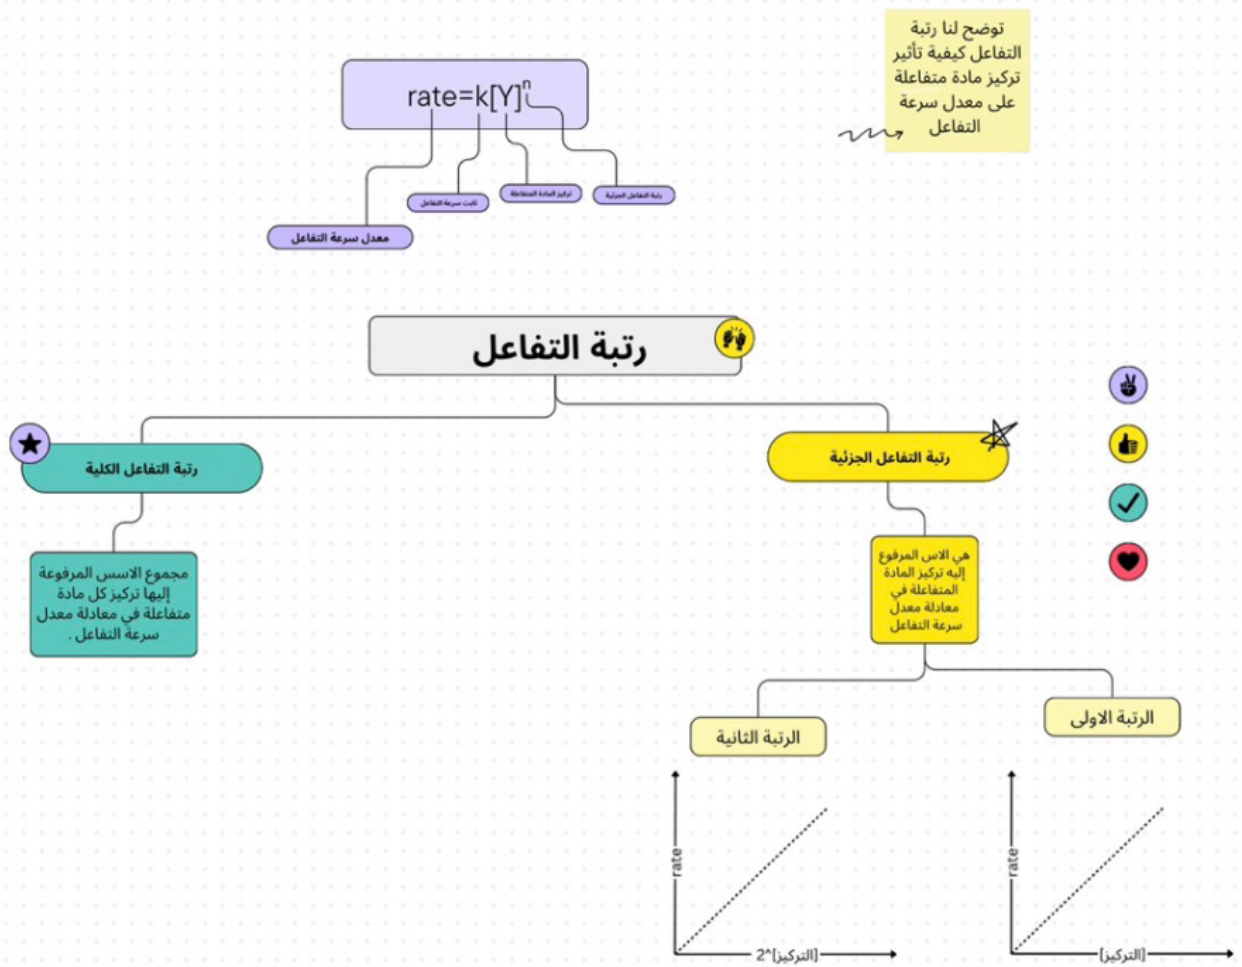 توضح لنا رتبة
التفاعل كيفية تأثير
تركيز مادة متفاعلة
على معدل سرعة
التفاعل
rate=k[Y]^n
رتبة التفاعل الجزئية
تركيز المادة المتفاعلة
ثابت سرعة التفاعل
معدل سرعة التفاعل
رتبة التفاعل
رتبة التفاعل الجزئية
رتبة التفاعل الكلية
هي الاس المرفوع
إليه تركيز المادة
المتفاعلة في
معادلة معدل
سرعة التفاعل
مجموع الاسس المرفوعة
إليها تركيز كل مادة
متفاعلة في معادلة معدل
سرعة التفاعل .
الرتبة الاولى
الرتبة الثانية
rate
[التركيز]
rate
[التركيز]^2